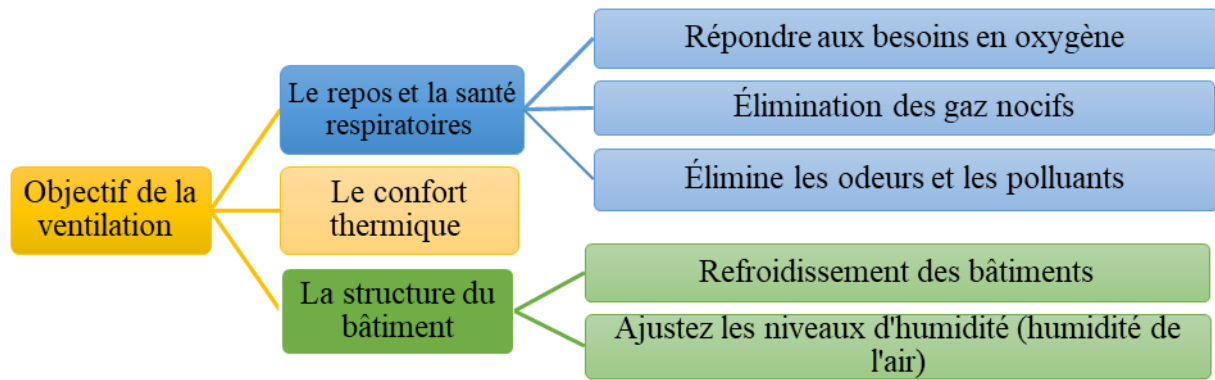 Objectif de la
ventilation
Le repos et la santé
respiratoires
Répondre aux besoins en oxygène
Élimination des gaz nocifs
Élimine les odeurs et les polluants
Le confort
thermique
La structure du
bâtiment
Refroidissement des bâtiments
Ajustez les niveaux d'humidité (humidité de
l'air)